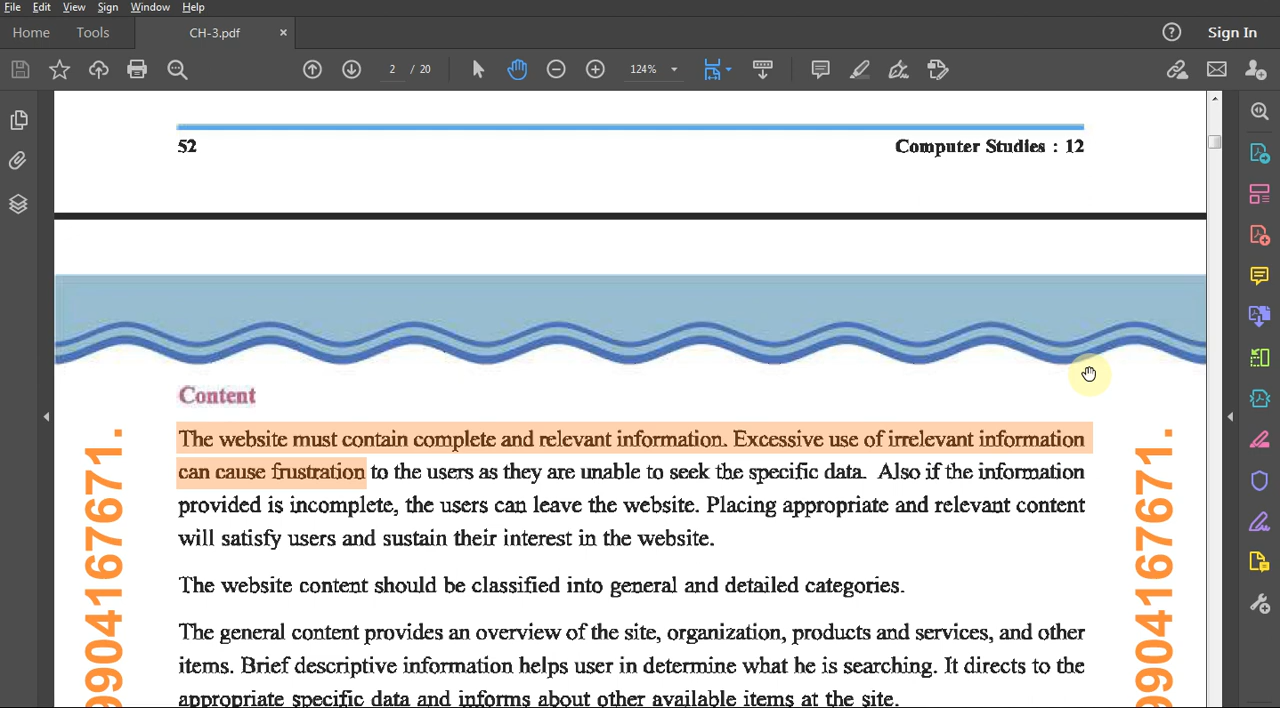 File Edit View Sign Window Help
Home Tools CH-3.pdf × ? Sign In
2 / 20 124%
52 Computer Studies : 12
Content
The website must contain complete and relevant information. Excessive use of irrelevant information
can cause frustration to the users as they are unable to seek the specific data. Also if the information
provided is incomplete, the users can leave the website. Placing appropriate and relevant content
will satisfy users and sustain their interest in the website.
The website content should be classified into general and detailed categories.
The general content provides an overview of the site, organization, products and services, and other
items. Brief descriptive information helps user in determine what he is searching. It directs to the
appropriate specific data and informs about other available items at the site.
9904167671.
9904167671.